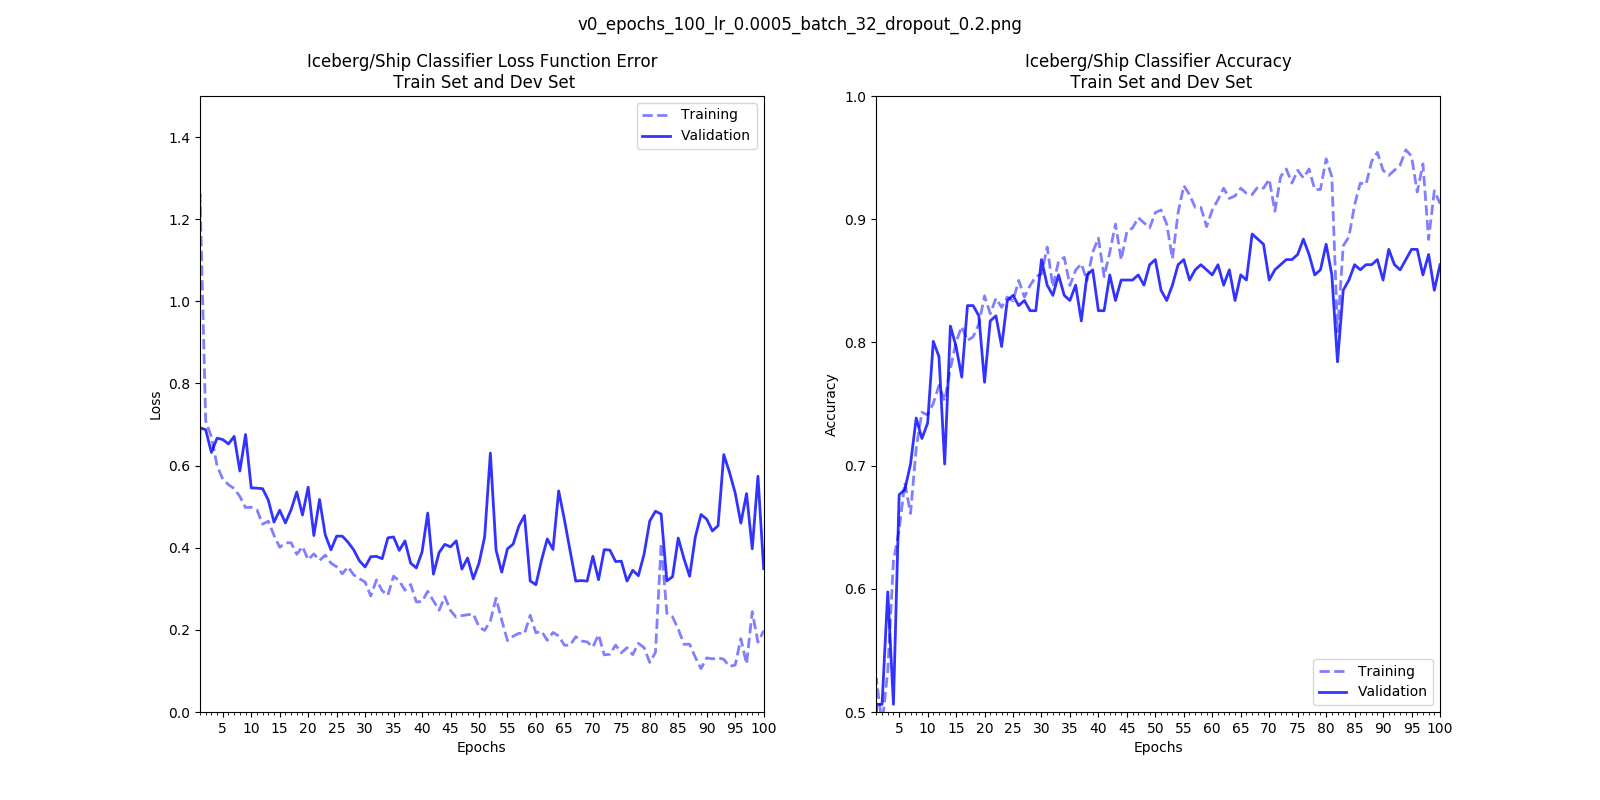 v0_epochs_100_lr_0.0005_batch_32_dropout_0.2.png
Iceberg/Ship Classifier Loss Function Error
Train Set and Dev Set
Training
Validation
1.4
1.2
1.0
0.8
0.6
0.4
0.2
0.0
Loss
5 10 15 20 25 30 35 40 45 50 55 60 65 70 75 80 85 90 95 100
Epochs
Iceberg/Ship Classifier Accuracy
Train Set and Dev Set
1.0
0.9
0.8
0.7
0.6
0.5
Accuracy
Training
Validation
5 10 15 20 25 30 35 40 45 50 55 60 65 70 75 80 85 90 95 100
Epochs